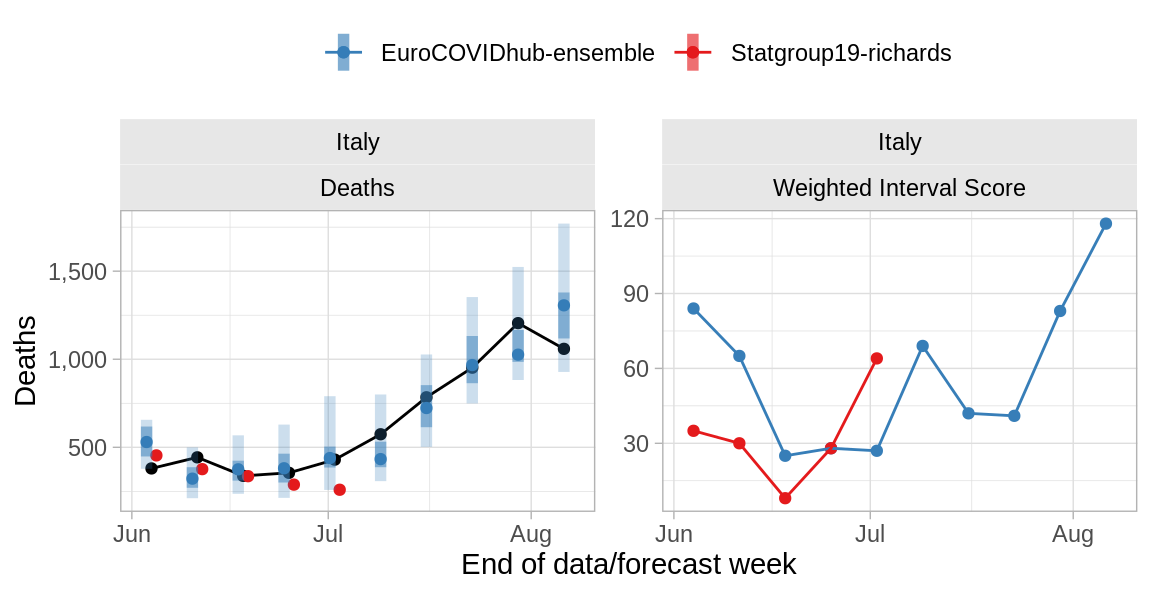 EuroCOVIDhub-ensemble Statgroup19-richards
Italy
Deaths
Deaths
1,500
1,000
500
Jun Jul Aug
Italy
Weighted Interval Score
120
90
60
30
Jun Jul Aug
End of data/forecast week